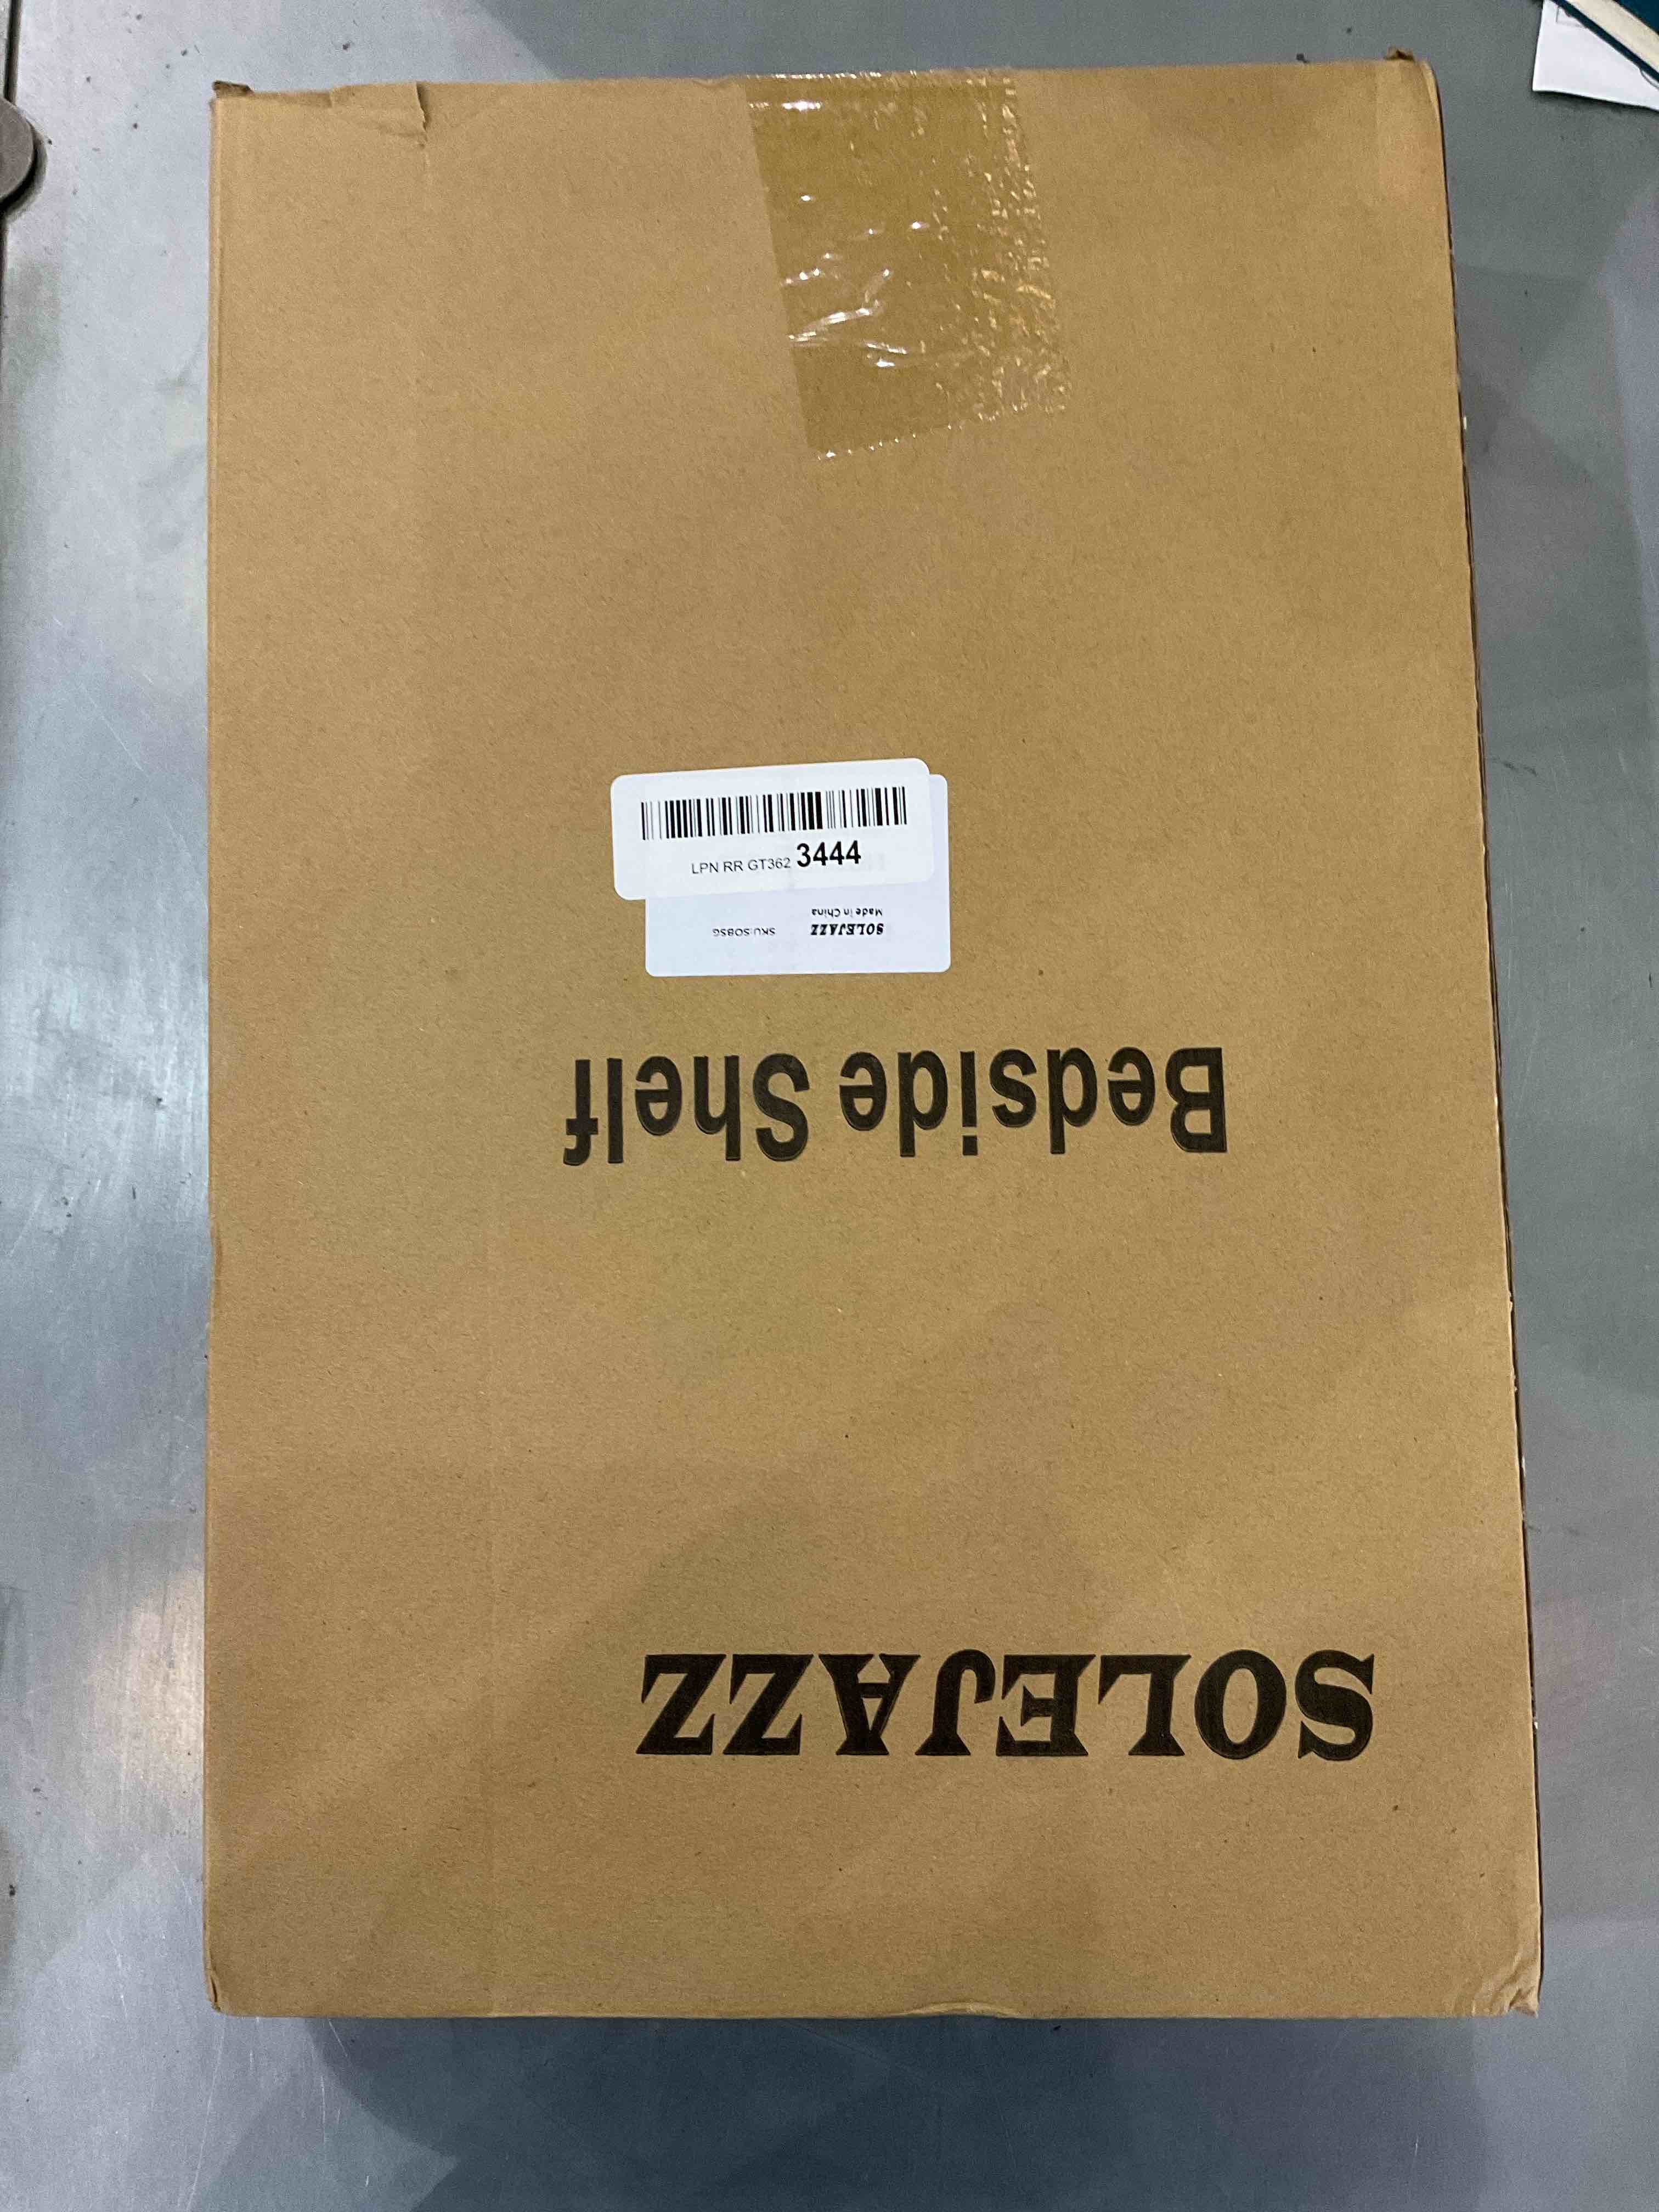 LPN RR GT362 3444
SOLEJAZZ SKU:SOBSG
Made in China
Bedside Shelf
SOLEJAZZ